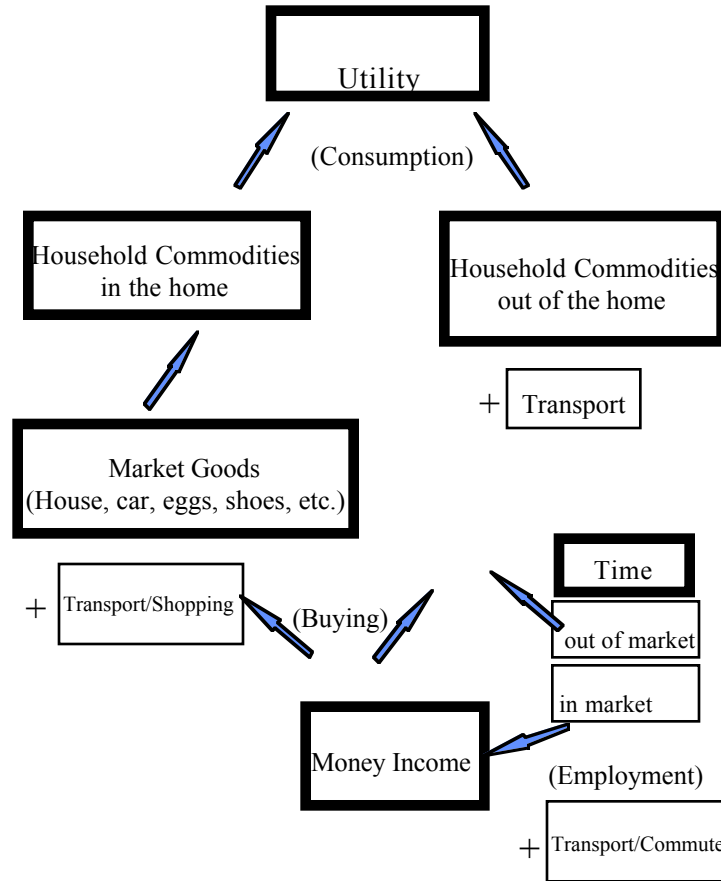 Utility
(Consumption)
Household Commodities
in the home
Household Commodities
out of the home
+ Transport
Market Goods
(House, car, eggs, shoes, etc.)
+ Transport/Shopping
(Buying)
Time
out of market
in market
Money Income
(Employment)
+ Transport/Commute